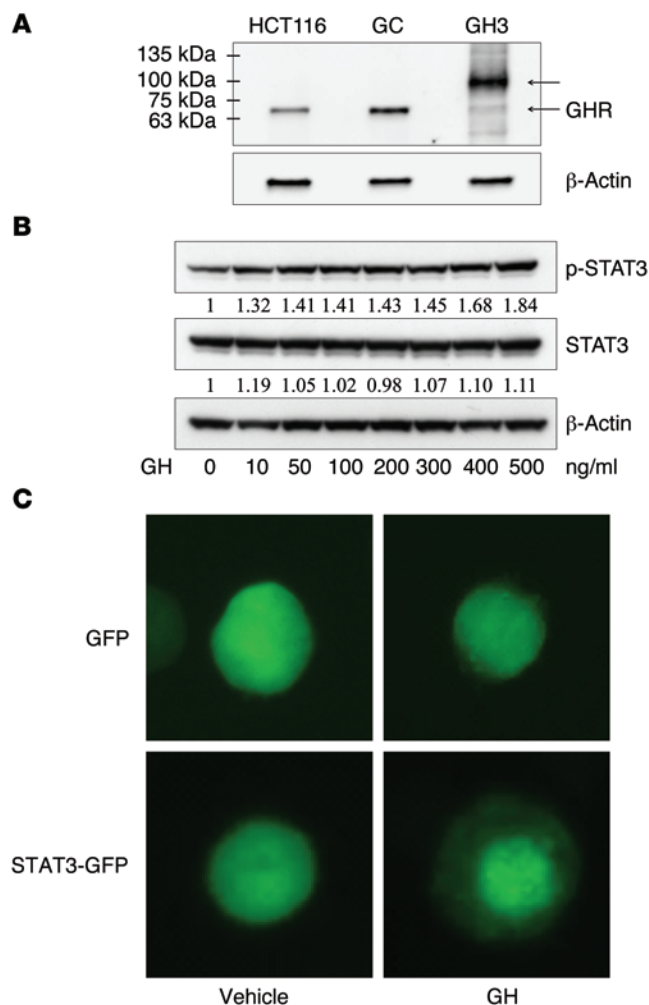 A
HCT116 GC GH3
135 kDa
100 kDa
75 kDa
63 kDa
GHR
β-Actin
B
p-STAT3
1 1.32 1.41 1.41 1.43 1.45 1.68 1.84
STAT3
1 1.19 1.05 1.02 0.98 1.07 1.10 1.11
β-Actin
GH 0 10 50 100 200 300 400 500 ng/ml
C
GFP
STAT3-GFP
Vehicle GH